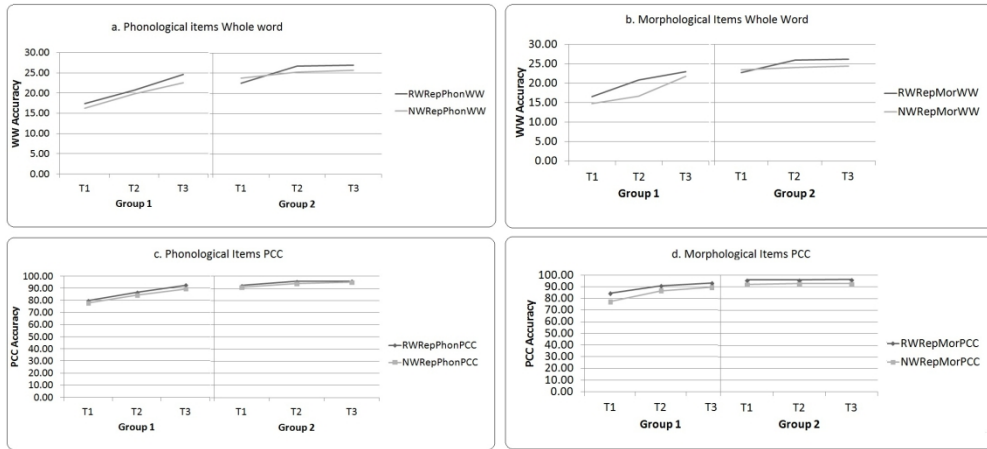 a. Phonological items Whole word
30.00
25.00
20.00
15.00
10.00
5.00
0.00
WW Accuracy
T1 T2 T3 T1 T2 T3
Group 1 Group 2
RWRepPhonWW
NWRepPhonWW
b. Morphological Items Whole Word
30.00
25.00
20.00
15.00
10.00
5.00
0.00
WW Accuracy
T1 T2 T3 T1 T2 T3
Group 1 Group 2
RWRepMorWW
NWRepMorWW
c. Phonological Items PCC
100.00
90.00
80.00
70.00
60.00
50.00
40.00
30.00
20.00
10.00
0.00
PCC Accuracy
T1 T2 T3 T1 T2 T3
Group 1 Group 2
RWRepPhonPCC
NWRepPhonPCC
d. Morphological Items PCC
100.00
90.00
80.00
70.00
60.00
50.00
40.00
30.00
20.00
10.00
0.00
PCC Accuracy
T1 T2 T3 T1 T2 T3
Group 1 Group 2
RWRepMorPCC
NWRepMorPCC